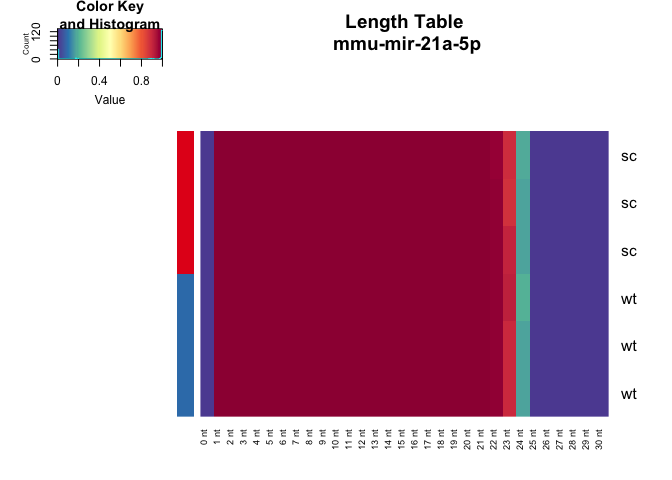 Color Key
and Histogram
Count
0 120
0 0.4 0.8
Value
Length Table
mmu-mir-21a-5p
sc
sc
sc
wt
wt
wt
0 nt 1 nt 2 nt 3 nt 4 nt 5 nt 6 nt 7 nt 8 nt 9 nt 10 nt 11 nt 12 nt 13 nt 14 nt 15 nt 16 nt 17 nt 18 nt 19 nt 20 nt 21 nt 22 nt 23 nt 24 nt 25 nt 26 nt 27 nt 28 nt 29 nt 30 nt